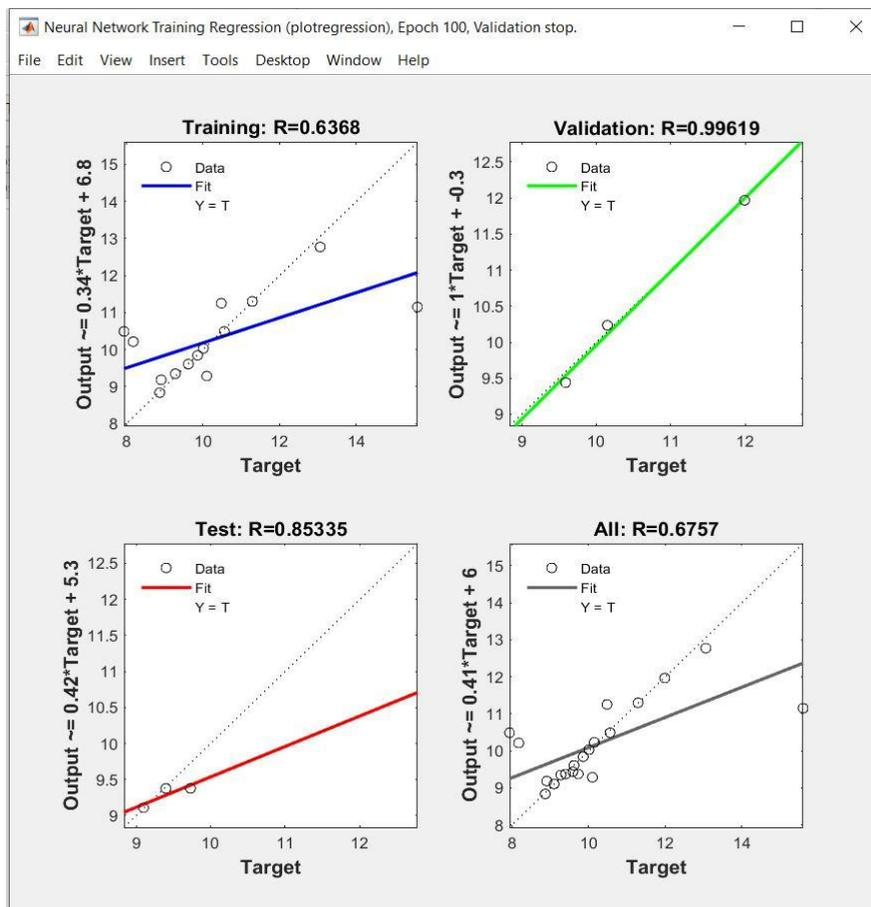 Neural Network Training Regression (plotregression), Epoch 100, Validation stop.
File Edit View Insert Tools Desktop Window Help
Training: R=0.6368
Output ~= 0.34*Target + 6.8
15
14
13
12
11
10
9
8
Data
Fit
Y = T
8 10 12 14
Target
Validation: R=0.99619
Output ~= 1*Target + -0.3
12.5
12
11.5
11
10.5
10
9.5
9
Data
Fit
Y = T
9 10 11 12
Target
Test: R=0.85335
Output ~= 0.42*Target + 5.3
12.5
12
11.5
11
10.5
10
9.5
9
Data
Fit
Y = T
9 10 11 12
Target
All: R=0.6757
Output ~= 0.41*Target + 6
15
14
13
12
11
10
9
8
Data
Fit
Y = T
8 10 12 14
Target